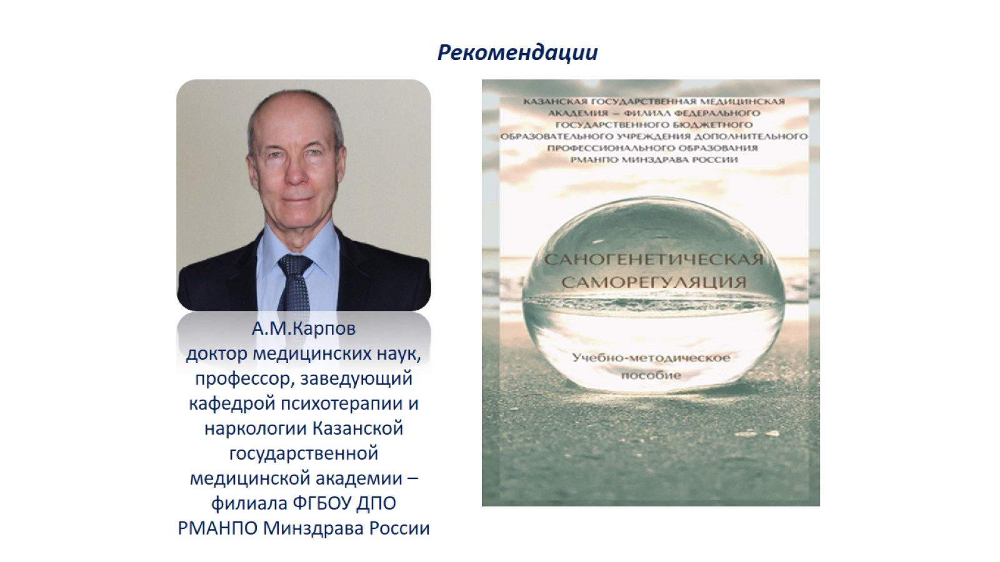 Рекомендации
А.М.Карпов
доктор медицинских наук,
профессор, заведующий
кафедрой психотерапии и
наркологии Казанской
государственной
медицинской академии –
филиала ФГБОУ ДПО
РМАНПО Минздрава России
КАЗАНСКАЯ ГОСУДАРСТВЕННАЯ МЕДИЦИНСКАЯ
АКАДЕМИЯ – ФИЛИАЛ ФЕДЕРАЛЬНОГО
ГОСУДАРСТВЕННОГО БЮДЖЕТНОГО
ОБРАЗОВАТЕЛЬНОГО УЧРЕЖДЕНИЯ ДОПОЛНИТЕЛЬНОГО
ПРОФЕССИОНАЛЬНОГО ОБРАЗОВАНИЯ
РМАНПО МИНЗДРАВА РОССИИ
САНОГЕНЕТИЧЕСКАЯ
САМОРЕГУЛЯЦИЯ
Учебно-методическое
пособие